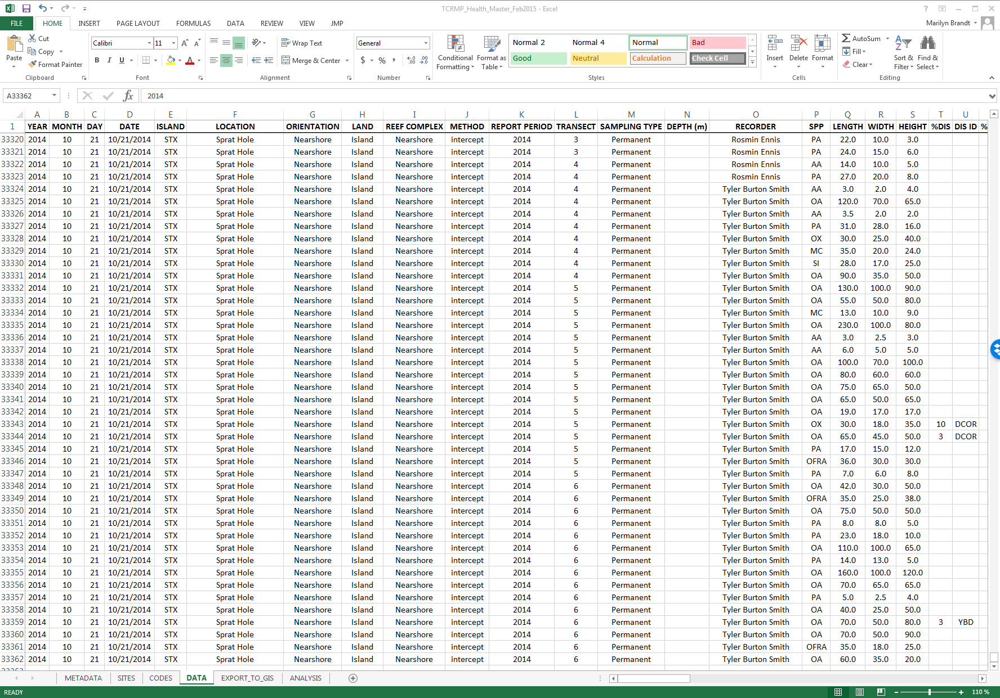 TCRMP_Health_Master_Feb2015 - Excel
FILE HOME INSERT PAGE LAYOUT FORMULAS DATA REVIEW VIEW JMP Marilyn Brandt
Cut Calibri 11 Wrap Text General Normal 2 Normal 4 Normal Bad AutoSum
Copy Fill
Paste Format Painter B I U Merge & Center $ % Conditional Formatting Format as Table Good Neutral Calculation Check Cell Insert Delete Format Clear Sort & Filter Find & Select
Clipboard Font Alignment Number Styles Cells Editing
A33362 fx 2014
A B C D E F G H I J K L M N O P Q R S T U
1 YEAR MONTH DAY DATE ISLAND LOCATION ORIENTATION LAND REEF COMPLEX METHOD REPORT PERIOD TRANSECT SAMPLING TYPE DEPTH (m) RECORDER SPP LENGTH WIDTH HEIGHT %DIS DIS ID %
33320 2014 10 21 10/21/2014 STX Sprat Hole Nearshore Island Nearshore intercept 2014 3 Permanent Rosmin Ennis PA 22.0 10.0 3.0
33321 2014 10 21 10/21/2014 STX Sprat Hole Nearshore Island Nearshore intercept 2014 3 Permanent Rosmin Ennis PA 24.0 15.0 6.0
33322 2014 10 21 10/21/2014 STX Sprat Hole Nearshore Island Nearshore intercept 2014 4 Permanent Rosmin Ennis AA 14.0 10.0 5.0
33323 2014 10 21 10/21/2014 STX Sprat Hole Nearshore Island Nearshore intercept 2014 4 Permanent Rosmin Ennis PA 27.0 20.0 8.0
33324 2014 10 21 10/21/2014 STX Sprat Hole Nearshore Island Nearshore intercept 2014 4 Permanent Tyler Burton Smith AA 3.0 2.0 4.0
33325 2014 10 21 10/21/2014 STX Sprat Hole Nearshore Island Nearshore intercept 2014 4 Permanent Tyler Burton Smith OA 120.0 70.0 65.0
33326 2014 10 21 10/21/2014 STX Sprat Hole Nearshore Island Nearshore intercept 2014 4 Permanent Tyler Burton Smith AA 3.5 2.0 2.0
33327 2014 10 21 10/21/2014 STX Sprat Hole Nearshore Island Nearshore intercept 2014 4 Permanent Tyler Burton Smith PA 31.0 28.0 16.0
33328 2014 10 21 10/21/2014 STX Sprat Hole Nearshore Island Nearshore intercept 2014 4 Permanent Tyler Burton Smith OX 30.0 25.0 40.0
33329 2014 10 21 10/21/2014 STX Sprat Hole Nearshore Island Nearshore intercept 2014 4 Permanent Tyler Burton Smith MC 35.0 20.0 24.0
33330 2014 10 21 10/21/2014 STX Sprat Hole Nearshore Island Nearshore intercept 2014 4 Permanent Tyler Burton Smith SI 28.0 17.0 25.0
33331 2014 10 21 10/21/2014 STX Sprat Hole Nearshore Island Nearshore intercept 2014 4 Permanent Tyler Burton Smith OA 90.0 35.0 50.0
33332 2014 10 21 10/21/2014 STX Sprat Hole Nearshore Island Nearshore intercept 2014 5 Permanent Tyler Burton Smith OA 130.0 100.0 90.0
33333 2014 10 21 10/21/2014 STX Sprat Hole Nearshore Island Nearshore intercept 2014 5 Permanent Tyler Burton Smith OA 55.0 50.0 80.0
33334 2014 10 21 10/21/2014 STX Sprat Hole Nearshore Island Nearshore intercept 2014 5 Permanent Tyler Burton Smith MC 13.0 10.0 9.0
33335 2014 10 21 10/21/2014 STX Sprat Hole Nearshore Island Nearshore intercept 2014 5 Permanent Tyler Burton Smith OA 230.0 100.0 80.0
33336 2014 10 21 10/21/2014 STX Sprat Hole Nearshore Island Nearshore intercept 2014 5 Permanent Tyler Burton Smith AA 3.0 2.5 3.0
33337 2014 10 21 10/21/2014 STX Sprat Hole Nearshore Island Nearshore intercept 2014 5 Permanent Tyler Burton Smith AA 6.0 5.0 5.0
33338 2014 10 21 10/21/2014 STX Sprat Hole Nearshore Island Nearshore intercept 2014 5 Permanent Tyler Burton Smith OA 100.0 70.0 100.0
33339 2014 10 21 10/21/2014 STX Sprat Hole Nearshore Island Nearshore intercept 2014 5 Permanent Tyler Burton Smith OA 80.0 60.0 60.0
33340 2014 10 21 10/21/2014 STX Sprat Hole Nearshore Island Nearshore intercept 2014 5 Permanent Tyler Burton Smith OA 75.0 65.0 50.0
33341 2014 10 21 10/21/2014 STX Sprat Hole Nearshore Island Nearshore intercept 2014 5 Permanent Tyler Burton Smith OA 65.0 50.0 65.0
33342 2014 10 21 10/21/2014 STX Sprat Hole Nearshore Island Nearshore intercept 2014 5 Permanent Tyler Burton Smith OA 19.0 17.0 17.0
33343 2014 10 21 10/21/2014 STX Sprat Hole Nearshore Island Nearshore intercept 2014 5 Permanent Tyler Burton Smith OX 30.0 18.0 35.0 10 DCOR
33344 2014 10 21 10/21/2014 STX Sprat Hole Nearshore Island Nearshore intercept 2014 5 Permanent Tyler Burton Smith OA 65.0 45.0 50.0 3 DCOR
33345 2014 10 21 10/21/2014 STX Sprat Hole Nearshore Island Nearshore intercept 2014 5 Permanent Tyler Burton Smith PA 17.0 15.0 12.0
33346 2014 10 21 10/21/2014 STX Sprat Hole Nearshore Island Nearshore intercept 2014 5 Permanent Tyler Burton Smith OFRA 36.0 30.0 30.0
33347 2014 10 21 10/21/2014 STX Sprat Hole Nearshore Island Nearshore intercept 2014 5 Permanent Tyler Burton Smith PA 7.0 6.0 8.0
33348 2014 10 21 10/21/2014 STX Sprat Hole Nearshore Island Nearshore intercept 2014 6 Permanent Tyler Burton Smith OA 42.0 30.0 50.0
33349 2014 10 21 10/21/2014 STX Sprat Hole Nearshore Island Nearshore intercept 2014 6 Permanent Tyler Burton Smith OFRA 35.0 25.0 38.0
33350 2014 10 21 10/21/2014 STX Sprat Hole Nearshore Island Nearshore intercept 2014 6 Permanent Tyler Burton Smith OA 75.0 50.0 50.0
33351 2014 10 21 10/21/2014 STX Sprat Hole Nearshore Island Nearshore intercept 2014 6 Permanent Tyler Burton Smith PA 8.0 8.0 5.0
33352 2014 10 21 10/21/2014 STX Sprat Hole Nearshore Island Nearshore intercept 2014 6 Permanent Tyler Burton Smith PA 23.0 18.0 10.0
33353 2014 10 21 10/21/2014 STX Sprat Hole Nearshore Island Nearshore intercept 2014 6 Permanent Tyler Burton Smith OA 110.0 100.0 65.0
33354 2014 10 21 10/21/2014 STX Sprat Hole Nearshore Island Nearshore intercept 2014 6 Permanent Tyler Burton Smith PA 14.0 13.0 5.0
33355 2014 10 21 10/21/2014 STX Sprat Hole Nearshore Island Nearshore intercept 2014 6 Permanent Tyler Burton Smith OA 160.0 100.0 120.0
33356 2014 10 21 10/21/2014 STX Sprat Hole Nearshore Island Nearshore intercept 2014 6 Permanent Tyler Burton Smith OA 70.0 65.0 65.0
33357 2014 10 21 10/21/2014 STX Sprat Hole Nearshore Island Nearshore intercept 2014 6 Permanent Tyler Burton Smith PA 5.0 2.5 4.0
33358 2014 10 21 10/21/2014 STX Sprat Hole Nearshore Island Nearshore intercept 2014 6 Permanent Tyler Burton Smith OA 40.0 25.0 50.0
33359 2014 10 21 10/21/2014 STX Sprat Hole Nearshore Island Nearshore intercept 2014 6 Permanent Tyler Burton Smith OA 70.0 50.0 80.0 3 YBD
33360 2014 10 21 10/21/2014 STX Sprat Hole Nearshore Island Nearshore intercept 2014 6 Permanent Tyler Burton Smith OA 70.0 50.0 90.0
33361 2014 10 21 10/21/2014 STX Sprat Hole Nearshore Island Nearshore intercept 2014 6 Permanent Tyler Burton Smith OFRA 35.0 18.0 25.0
33362 2014 10 21 10/21/2014 STX Sprat Hole Nearshore Island Nearshore intercept 2014 6 Permanent Tyler Burton Smith OA 60.0 35.0 20.0
METADATA SITES CODES DATA EXPORT_TO_GIS ANALYSIS
READY 110 %